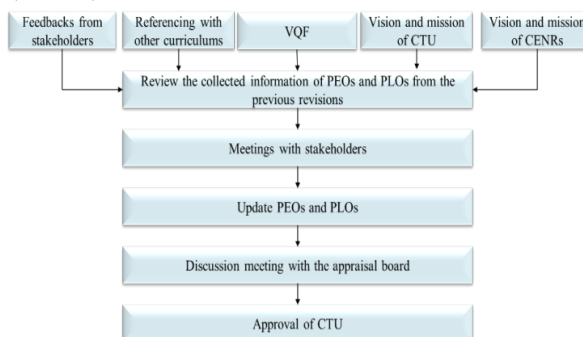 Feedbacks from
stakeholders
Referencing with
other curriculums
VQF
Vision and mission
of CTU
Vision and mission
of CENRs
Review the collected information of PEOs and PLOs from the
previous revisions
Meetings with stakeholders
Update PEOs and PLOs
Discussion meeting with the appraisal board
Approval of CTU